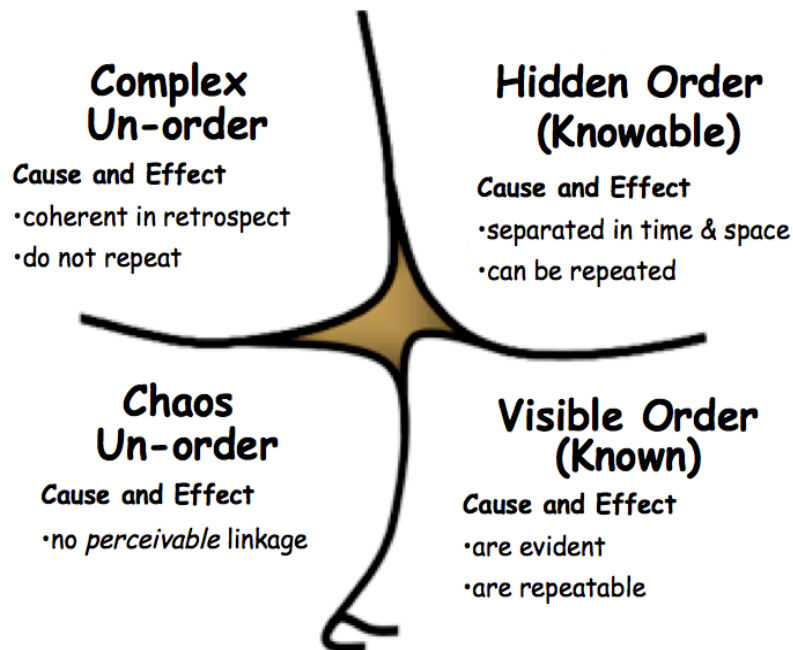 Complex
Un-order
Cause and Effect
•coherent in retrospect
•do not repeat
Hidden Order
(Knowable)
Cause and Effect
•separated in time & space
•can be repeated
Chaos
Un-order
Cause and Effect
•no perceivable linkage
Visible Order
(Known)
Cause and Effect
•are evident
•are repeatable